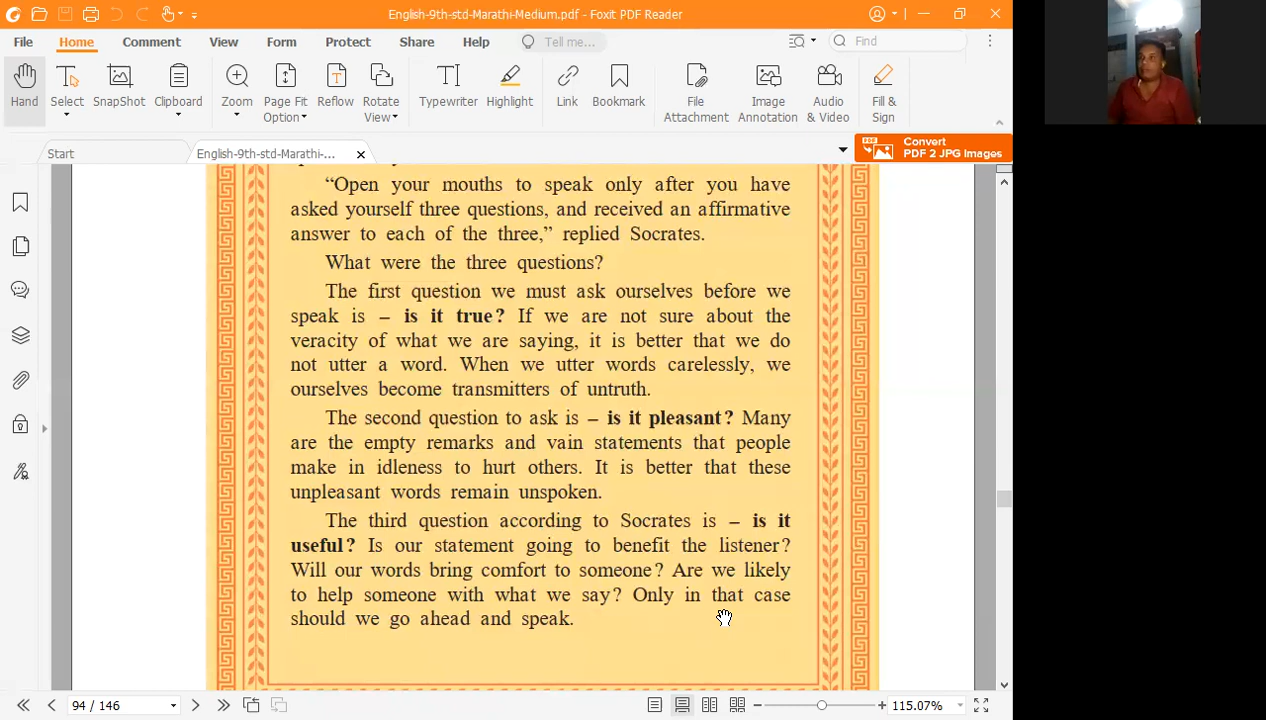 English-9th-std-Marathi-Medium.pdf - Foxit PDF Reader
File Home Comment View Form Protect Share Help Tell me... Find
Hand Select SnapShot Clipboard Zoom Page Fit Option Reflow Rotate View Typewriter Highlight Link Bookmark File Attachment Image Annotation Audio & Video Fill & Sign
Start English-9th-std-Marathi-... Convert PDF 2 JPG Images
“Open your mouths to speak only after you have
asked yourself three questions, and received an affirmative
answer to each of the three,” replied Socrates.
What were the three questions?
The first question we must ask ourselves before we
speak is – is it true? If we are not sure about the
veracity of what we are saying, it is better that we do
not utter a word. When we utter words carelessly, we
ourselves become transmitters of untruth.
The second question to ask is – is it pleasant? Many
are the empty remarks and vain statements that people
make in idleness to hurt others. It is better that these
unpleasant words remain unspoken.
The third question according to Socrates is – is it
useful? Is our statement going to benefit the listener?
Will our words bring comfort to someone? Are we likely
to help someone with what we say? Only in that case
should we go ahead and speak.
94 / 146 115.07%